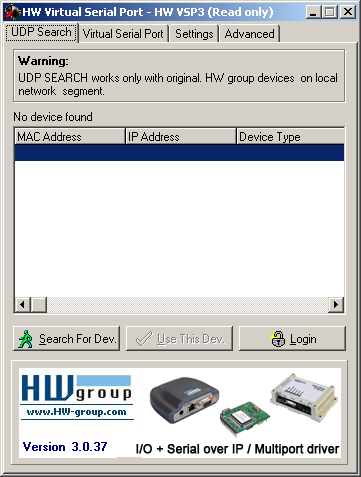 HW Virtual Serial Port - HW VSP3 (Read only)
UDP Search
Virtual Serial Port
Settings
Advanced
Warning:
UDP SEARCH works only with original. HW group devices on local
network segment.
No device found
MAC Address
IP Address
Device Type
Search For Dev.
Use This Dev.
Login
HW group
www.HW-group.com
Version 3.0.37
I/O + Serial over IP / Multiport driver